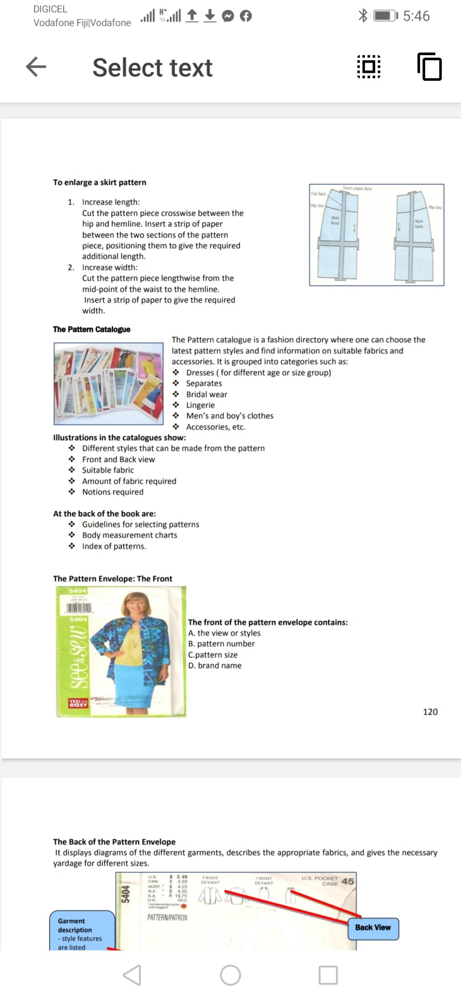 DIGICEL
Vodafone Fiji|Vodafone
H+
5:46
Select text
To enlarge a skirt pattern
1. Increase length:
Cut the pattern piece crosswise between the
hip and hemline. Insert a strip of paper
between the two sections of the pattern
piece, positioning them to give the required
additional length.
2. Increase width:
Cut the pattern piece lengthwise from the
mid-point of the waist to the hemline.
Insert a strip of paper to give the required
width.
Insert paper here
Cut here
Hip line
Hip line
Skirt
front
C
F
C
B
Skirt
back
The Pattern Catalogue
The Pattern catalogue is a fashion directory where one can choose the
latest pattern styles and find information on suitable fabrics and
accessories. It is grouped into categories such as:
❖ Dresses ( for different age or size group)
❖ Separates
❖ Bridal wear
❖ Lingerie
❖ Men's and boy's clothes
❖ Accessories, etc.
Illustrations in the catalogues show:
❖ Different styles that can be made from the pattern
❖ Front and Back view
❖ Suitable fabric
❖ Amount of fabric required
❖ Notions required
At the back of the book are:
❖ Guidelines for selecting patterns
❖ Body measurement charts
❖ Index of patterns.
The Pattern Envelope: The Front
5404
5404
see&sew
YES! IT'S
easy
The front of the pattern envelope contains:
A. the view or styles
B. pattern number
C.pattern size
D. brand name
120
The Back of the Pattern Envelope
It displays diagrams of the different garments, describes the appropriate fabrics, and gives the necessary
yardage for different sizes.
5404
U.S. $ 2.49
CAN. $ 3.89
AUST.* $ 4.25
N.Z. * $ 4.95
S.A. * R 19.75
U.K. RED
PATTERN/PATRON
FRONT
DEVANT
FRONT
DEVANT
U.S. POCKET
CASE 45
Garment
description
- style features
are listed
Back View